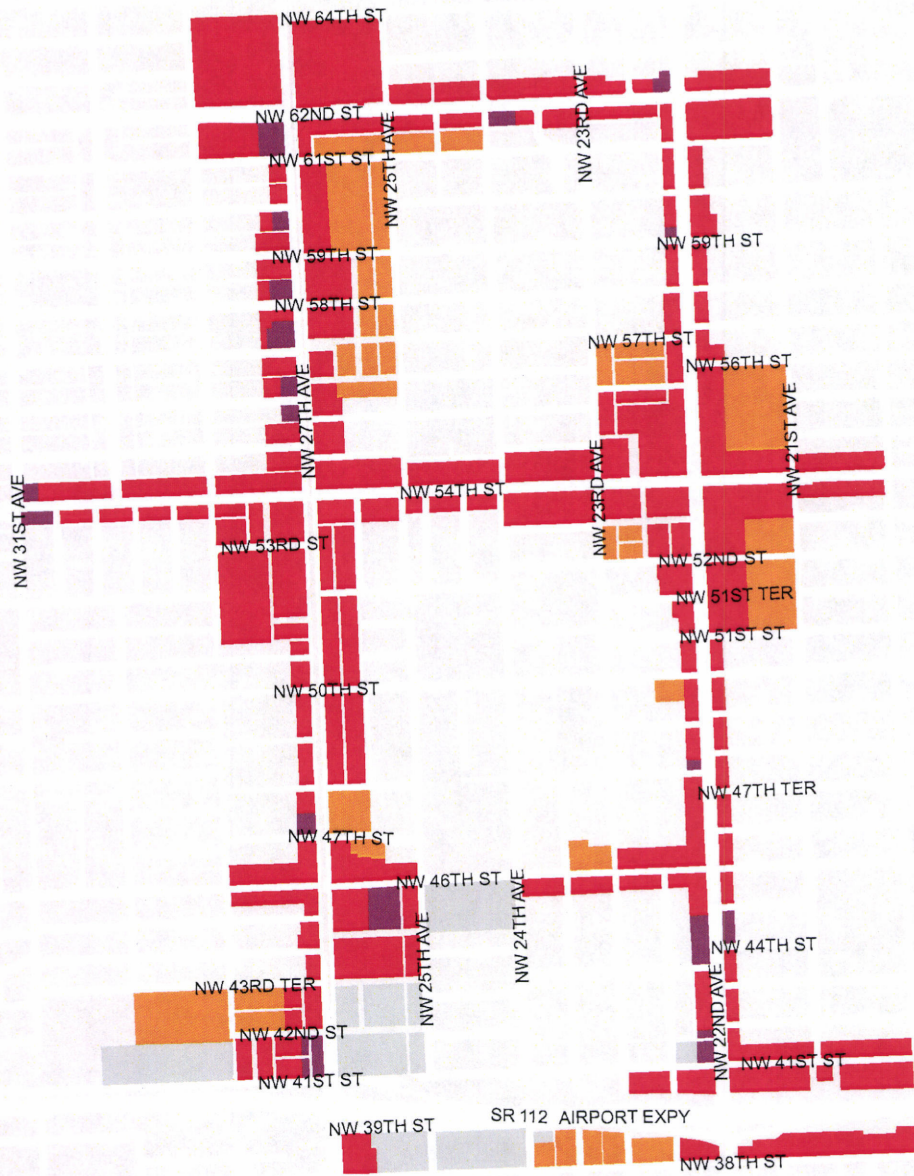 NW 64TH ST
NW 23RD AVE
NW 62ND ST
NW 25TH AVE
NW 61ST ST
NW 59TH ST
NW 59TH ST
NW 58TH ST
NW 57TH ST
NW 56TH ST
NW 27TH AVE
NW 21ST AVE
NW 31ST AVE
NW 54TH ST
NW 23RD AVE
NW 53RD ST
NW 52ND ST
NW 51ST TER
NW 51ST ST
NW 50TH ST
NW 47TH TER
NW 47TH ST
NW 46TH ST
NW 24TH AVE
NW 25TH AVE
NW 44TH ST
NW 43RD TER
NW 22ND AVE
NW 42ND ST
NW 41ST ST
NW 41ST ST
SR 112 AIRPORT EXPY
NW 39TH ST
NW 38TH ST